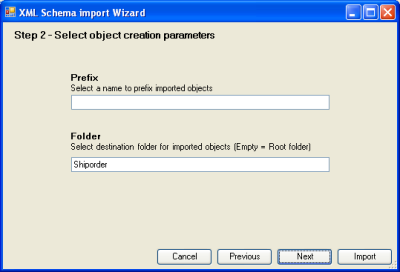 XML Schema import Wizard
Step 2 - Select object creation parameters
Prefix
Select a name to prefix imported objects
Folder
Select destination folder for imported objects (Empty = Root folder)
Shiporder
Cancel Previous Next Import